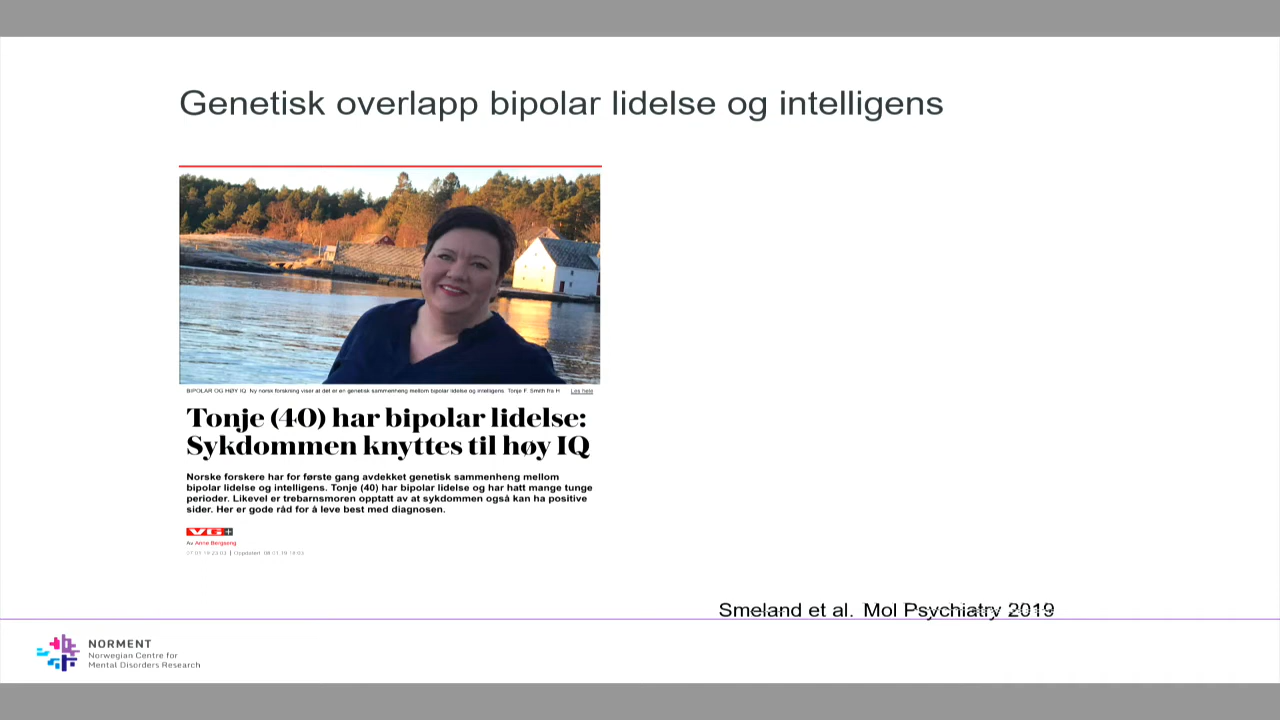 Genetisk overlapp bipolar lidelse og intelligens
BIPOLAR OG HØY IQ: Ny norsk forskning viser at det er en genetisk sammenheng mellom bipolar lidelse og intelligens. Tonje F. Smith fra H Les hele
Tonje (40) har bipolar lidelse:
Sykdommen knyttes til høy IQ
Norske forskere har for første gang avdekket genetisk sammenheng mellom
bipolar lidelse og intelligens. Tonje (40) har bipolar lidelse og har hatt mange tunge
perioder. Likevel er trebarnsmoren opptatt av at sykdommen også kan ha positive
sider. Her er gode råd for å leve best med diagnosen.
VG+
Av Anne Bergseng
Oppdatert
Smeland et al. Mol Psychiatry 2019
NORMENT
Norwegian Centre for
Mental Disorders Research